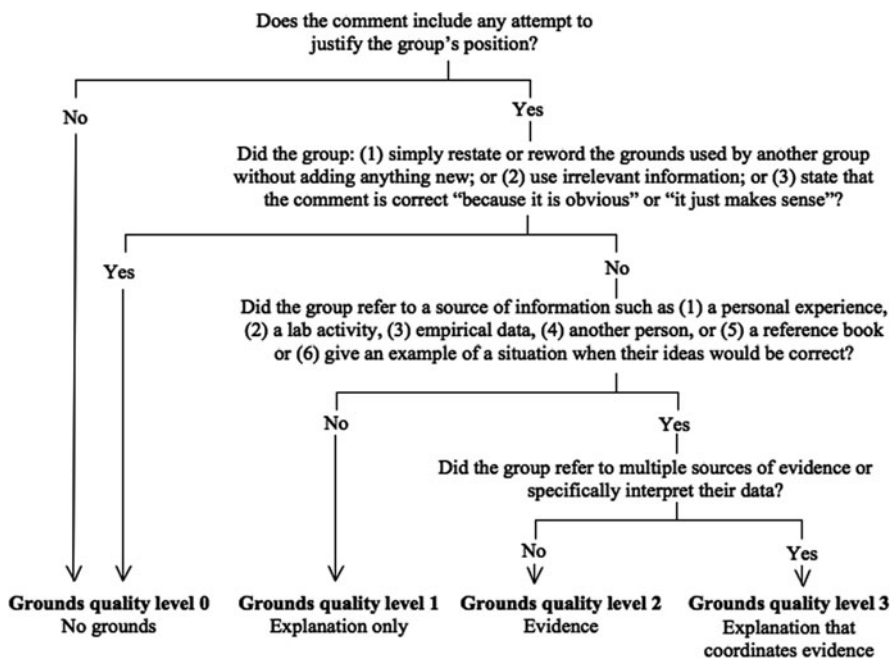 Does the comment include any attempt to
justify the group's position?
No
Yes
Did the group: (1) simply restate or reword the grounds used by another group
without adding anything new; or (2) use irrelevant information; or (3) state that
the comment is correct “because it is obvious” or “it just makes sense”?
Yes
No
Did the group refer to a source of information such as (1) a personal experience,
(2) a lab activity, (3) empirical data, (4) another person, or (5) a reference book
or (6) give an example of a situation when their ideas would be correct?
No
Yes
Did the group refer to multiple sources of evidence or
specifically interpret their data?
No
Yes
Grounds quality level 0
No grounds
Grounds quality level 1
Explanation only
Grounds quality level 2
Evidence
Grounds quality level 3
Explanation that
coordinates evidence